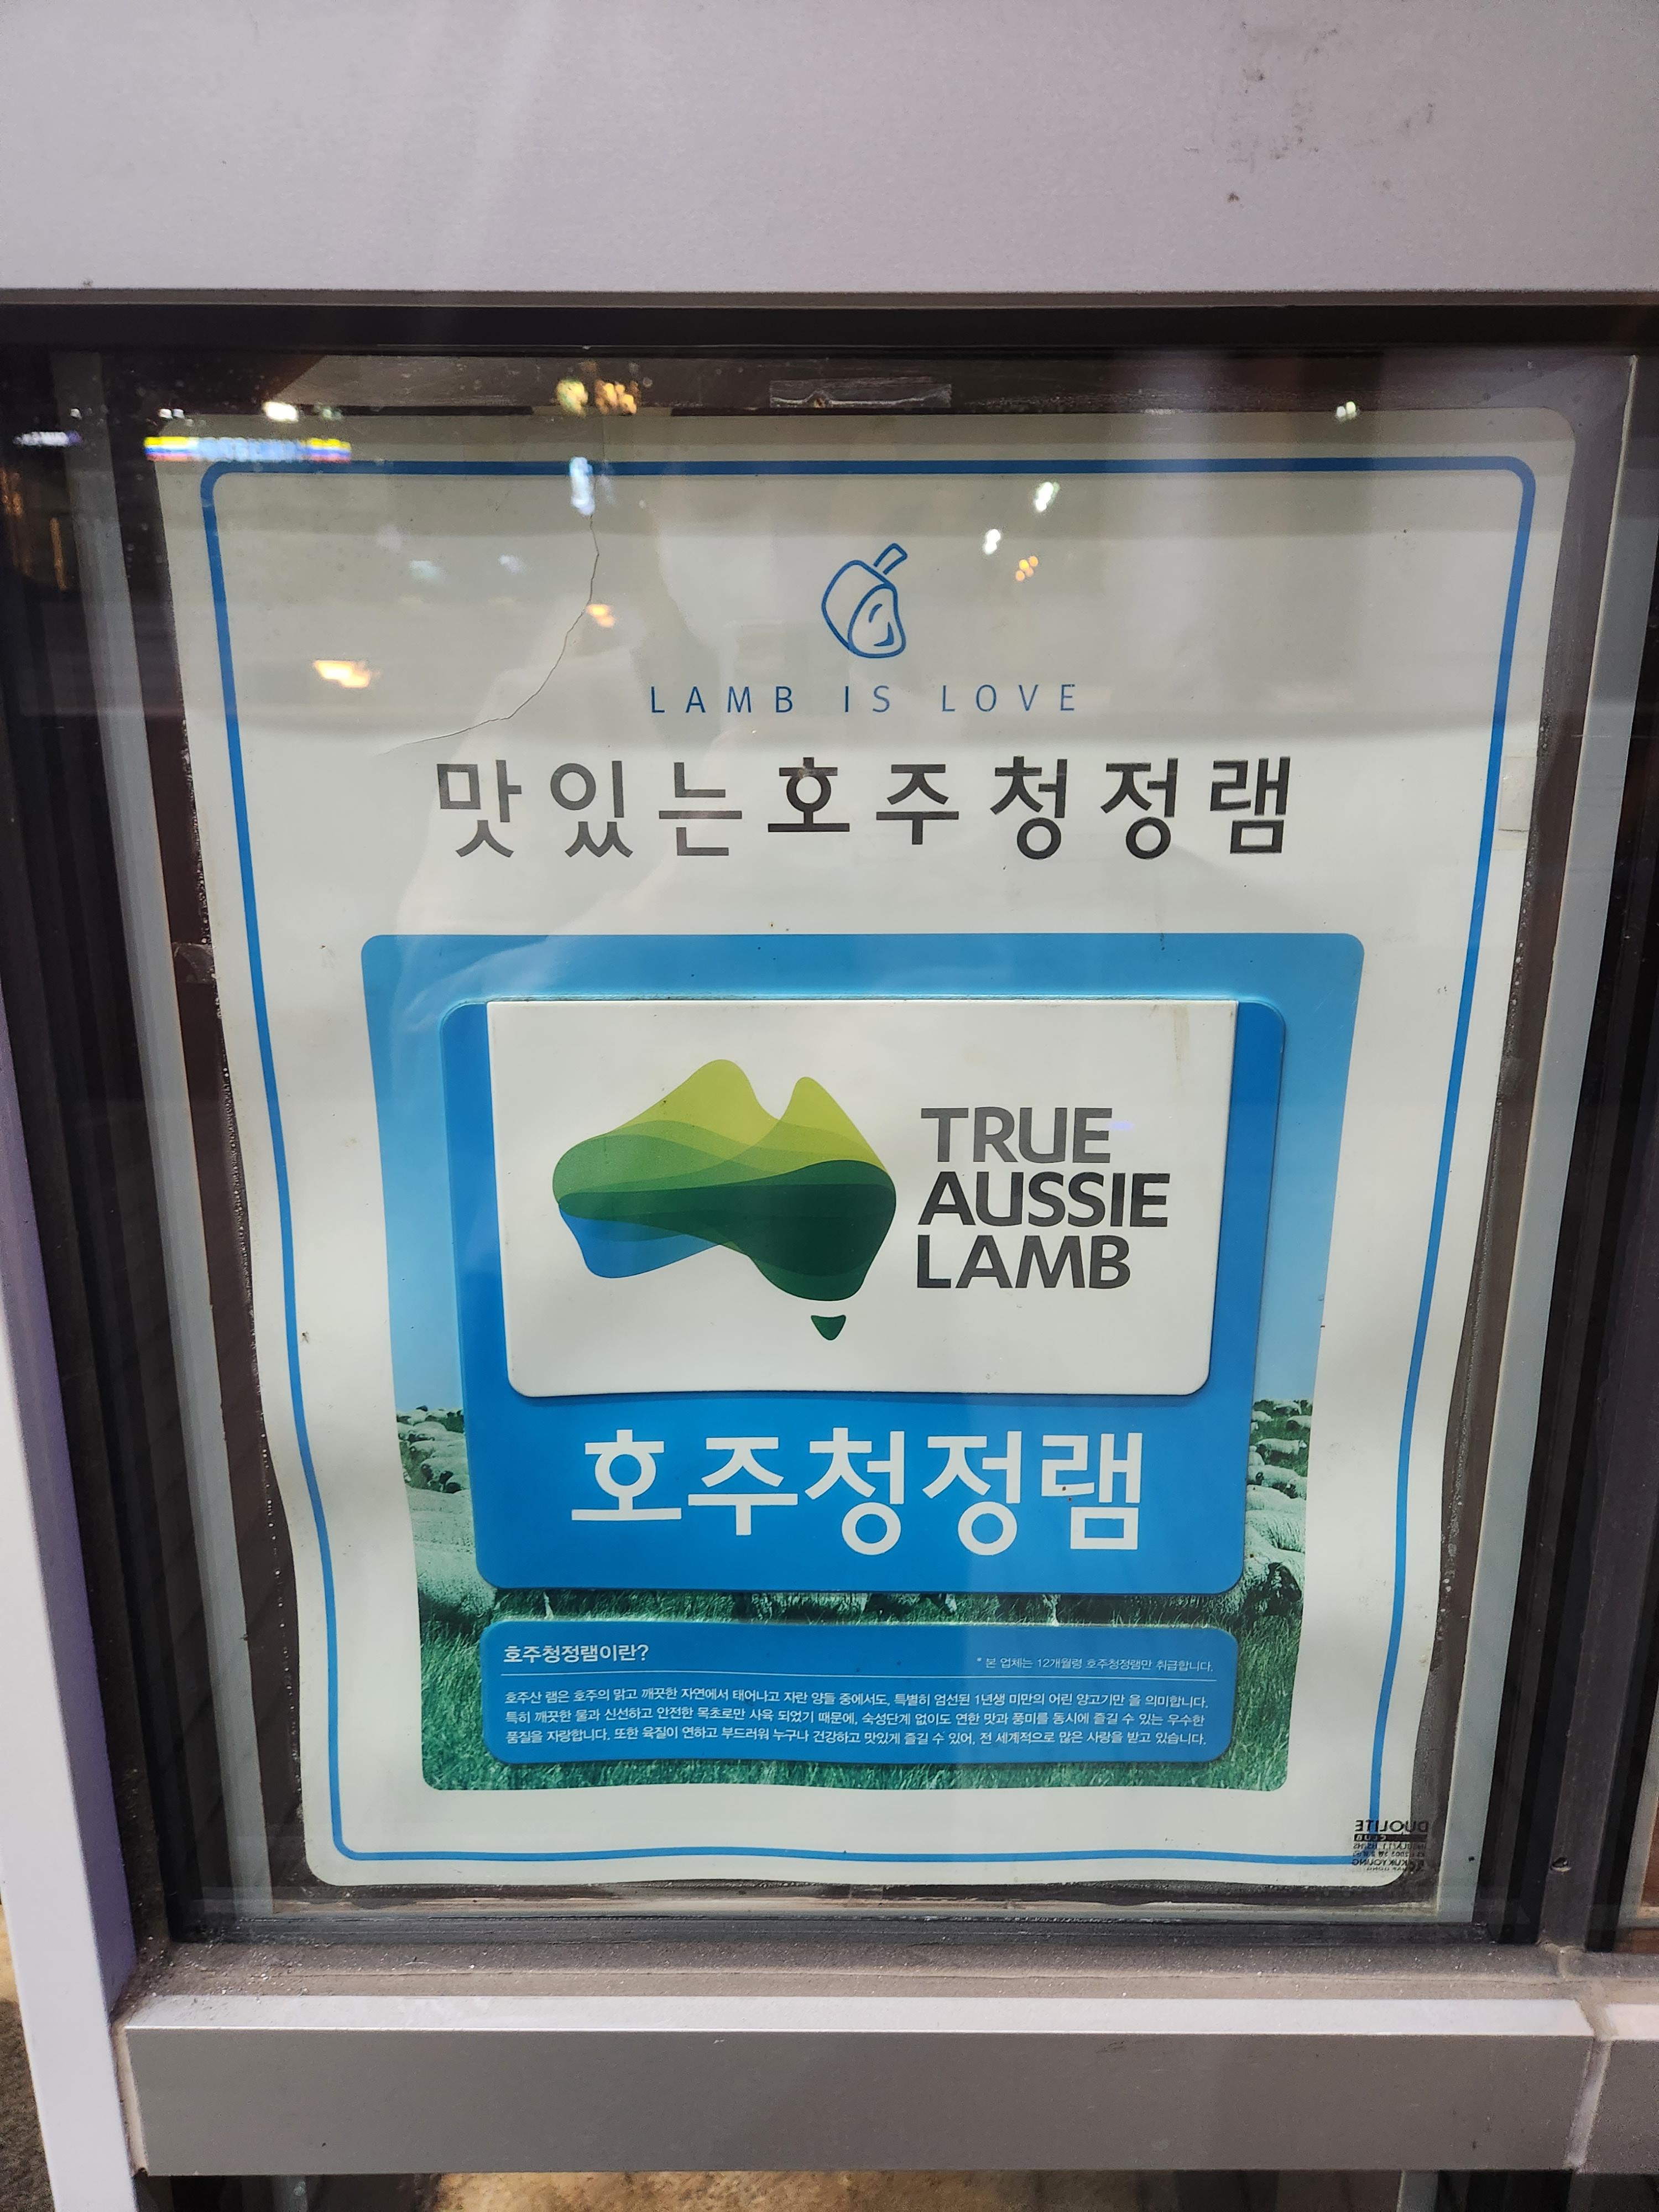 LAMB IS LOVE
맛있는호주청정램
TRUE
AUSSIE
LAMB
호주청정램
호주청정램이란?
* 본 업체는 12개월령 호주청정램만 취급합니다.
호주산 램은 호주의 맑고 깨끗한 자연에서 태어나고 자란 양들 중에서도, 특별히 엄선된 1년생 미만의 어린 양고기만 을 의미합니다.
특히 깨끗한 물과 신선하고 안전한 목초로만 사육 되었기 때문에, 숙성단계 없이도 연한 맛과 풍미를 동시에 즐길 수 있는 우수한
품질을 자랑합니다. 또한 육질이 연하고 부드러워 누구나 건강하고 맛있게 즐길 수 있어, 전 세계적으로 많은 사랑을 받고 있습니다.
DUOLITE
CLUB
KUKYOUNG